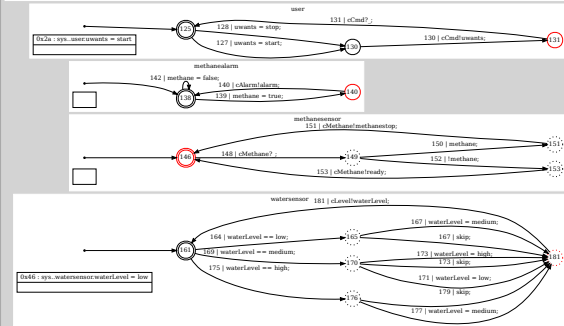 user
131 | cCmd?_;
128 | uwants = stop;
125
127 | uwants = start;
130
130 | cCmd!uwants;
131
0x2a : sys..user:uwants = start
methanealarm
142 | methane = false;
140 | cAlarm!alarm;
138
139 | methane = true;
140
methanesensor
151 | cMethane!methanestop;
150 | methane;
151
146
148 | cMethane?_;
149
152 | !methane;
153
153 | cMethane!ready;
watersensor
181 | cLevel!waterLevel;
167 | waterLevel = medium;
164 | waterLevel == low;
165
167 | skip;
161
169 | waterLevel == medium;
173 | waterLevel = high;
181
170
173 | skip;
175 | waterLevel == high;
171 | waterLevel = low;
0x46 : sys..watersensor:waterLevel = low
179 | skip;
176
177 | waterLevel = medium;